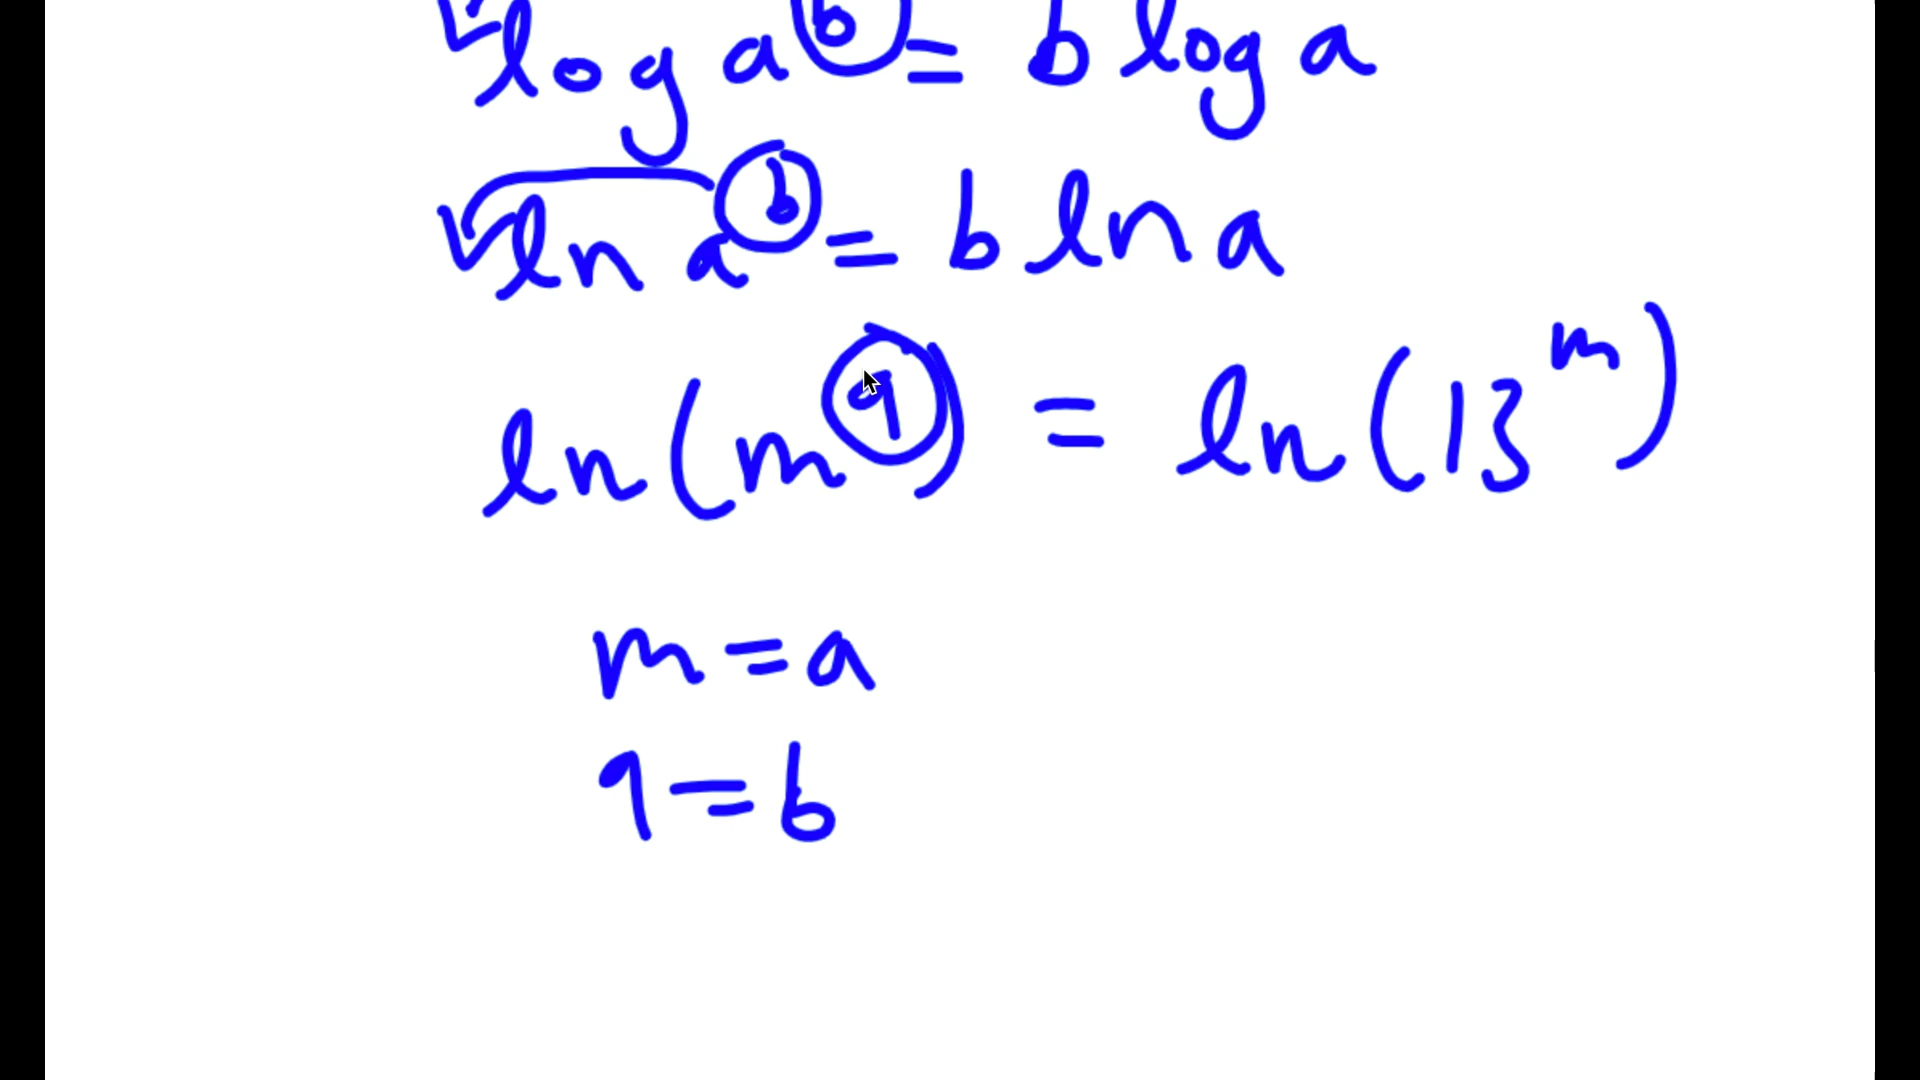 log a^b = b log a
ln a^b = b ln a
ln(m^9) = ln(13^m)
m = a
9 = b